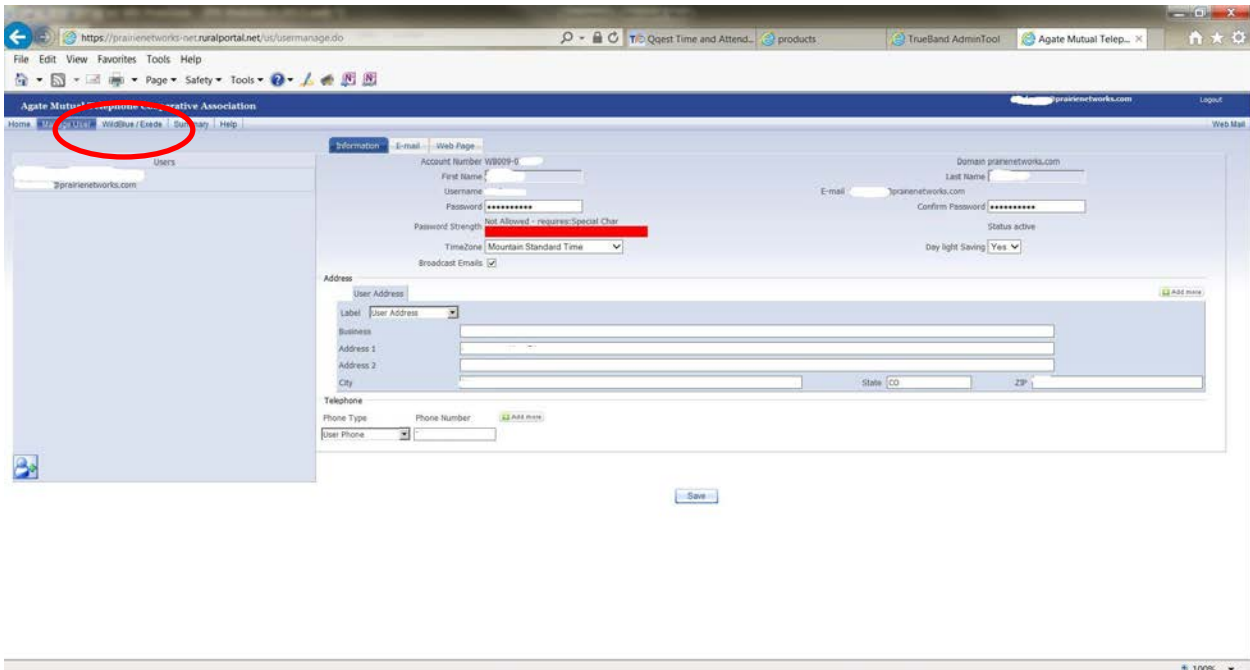 https://prairienetworks-net.ruralportal.net/us/usermanage.do
Qqest Time and Attend...
products
TrueBand AdminTool
Agate Mutual Telep...
File Edit View Favorites Tools Help
Page Safety Tools
Agate Mutual Telephone Cooperative Association
@prairienetworks.com
Logout
Home Manage User WildBlue / Exede Summary Help
Web Mail
Information E-mail Web Page
Users
@prairienetworks.com
Account Number WB009-0
Domain prairienetworks.com
First Name
Last Name
Username
E-mail @prairienetworks.com
Password ••••••••••
Confirm Password ••••••••••
Password Strength Not Allowed - requires:Special Char
Status active
TimeZone Mountain Standard Time
Day light Saving Yes
Broadcast Emails
Address
User Address
Add more
Label User Address
Business
Address 1
Address 2
City
State CO
ZIP
Telephone
Phone Type Phone Number Add more
User Phone
Save
100%